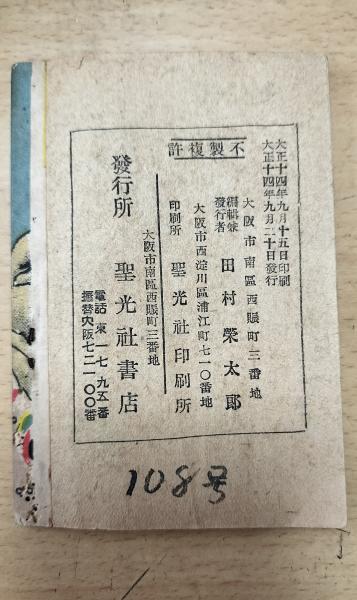 大正十四年九月十五日印刷
大正十四年九月二十日發行
不製複許
大阪市南區西賑町三番地
編輯兼
發行者
田村榮太郎
大阪市西淀川區浦江町七一〇番地
印刷所
聖光社印刷所
大阪市南區西賑町三番地
發行所
聖光社書店
電話東一七九五番
振替大阪七二一〇〇番
108号